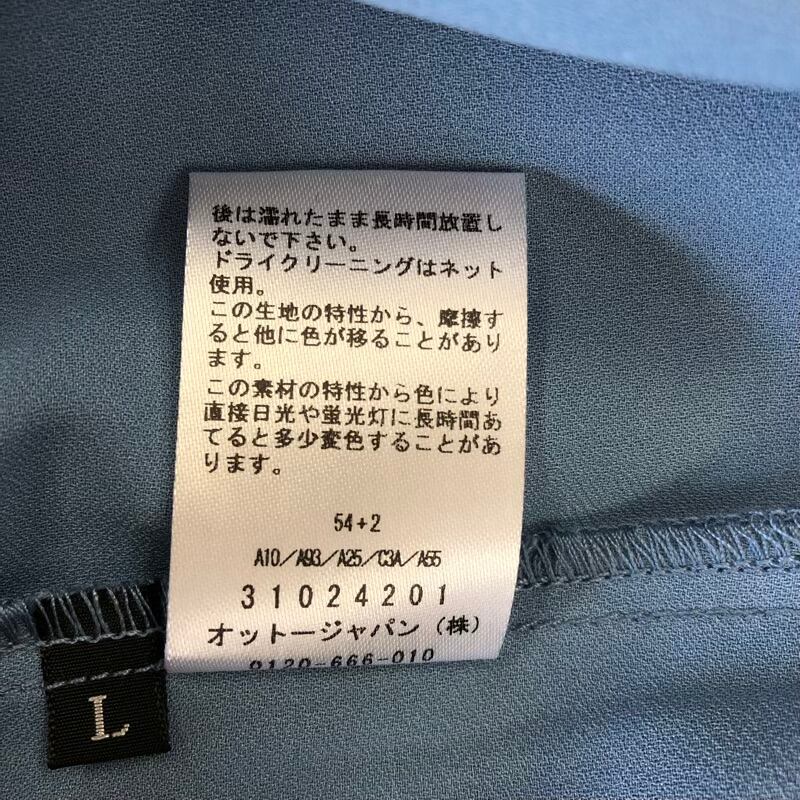 後は濡れたまま長時間放置し
ないで下さい。
ドライクリーニングはネット
使用。
この生地の特性から、摩擦す
ると他に色が移ることがあり
ます。
この素材の特性から色により
直接日光や蛍光灯に長時間あ
てると多少変色することがあ
ります。
54+2
A10/A93/A25/C3A/A55
31024201
オットージャパン(株)
0120-666-010
L